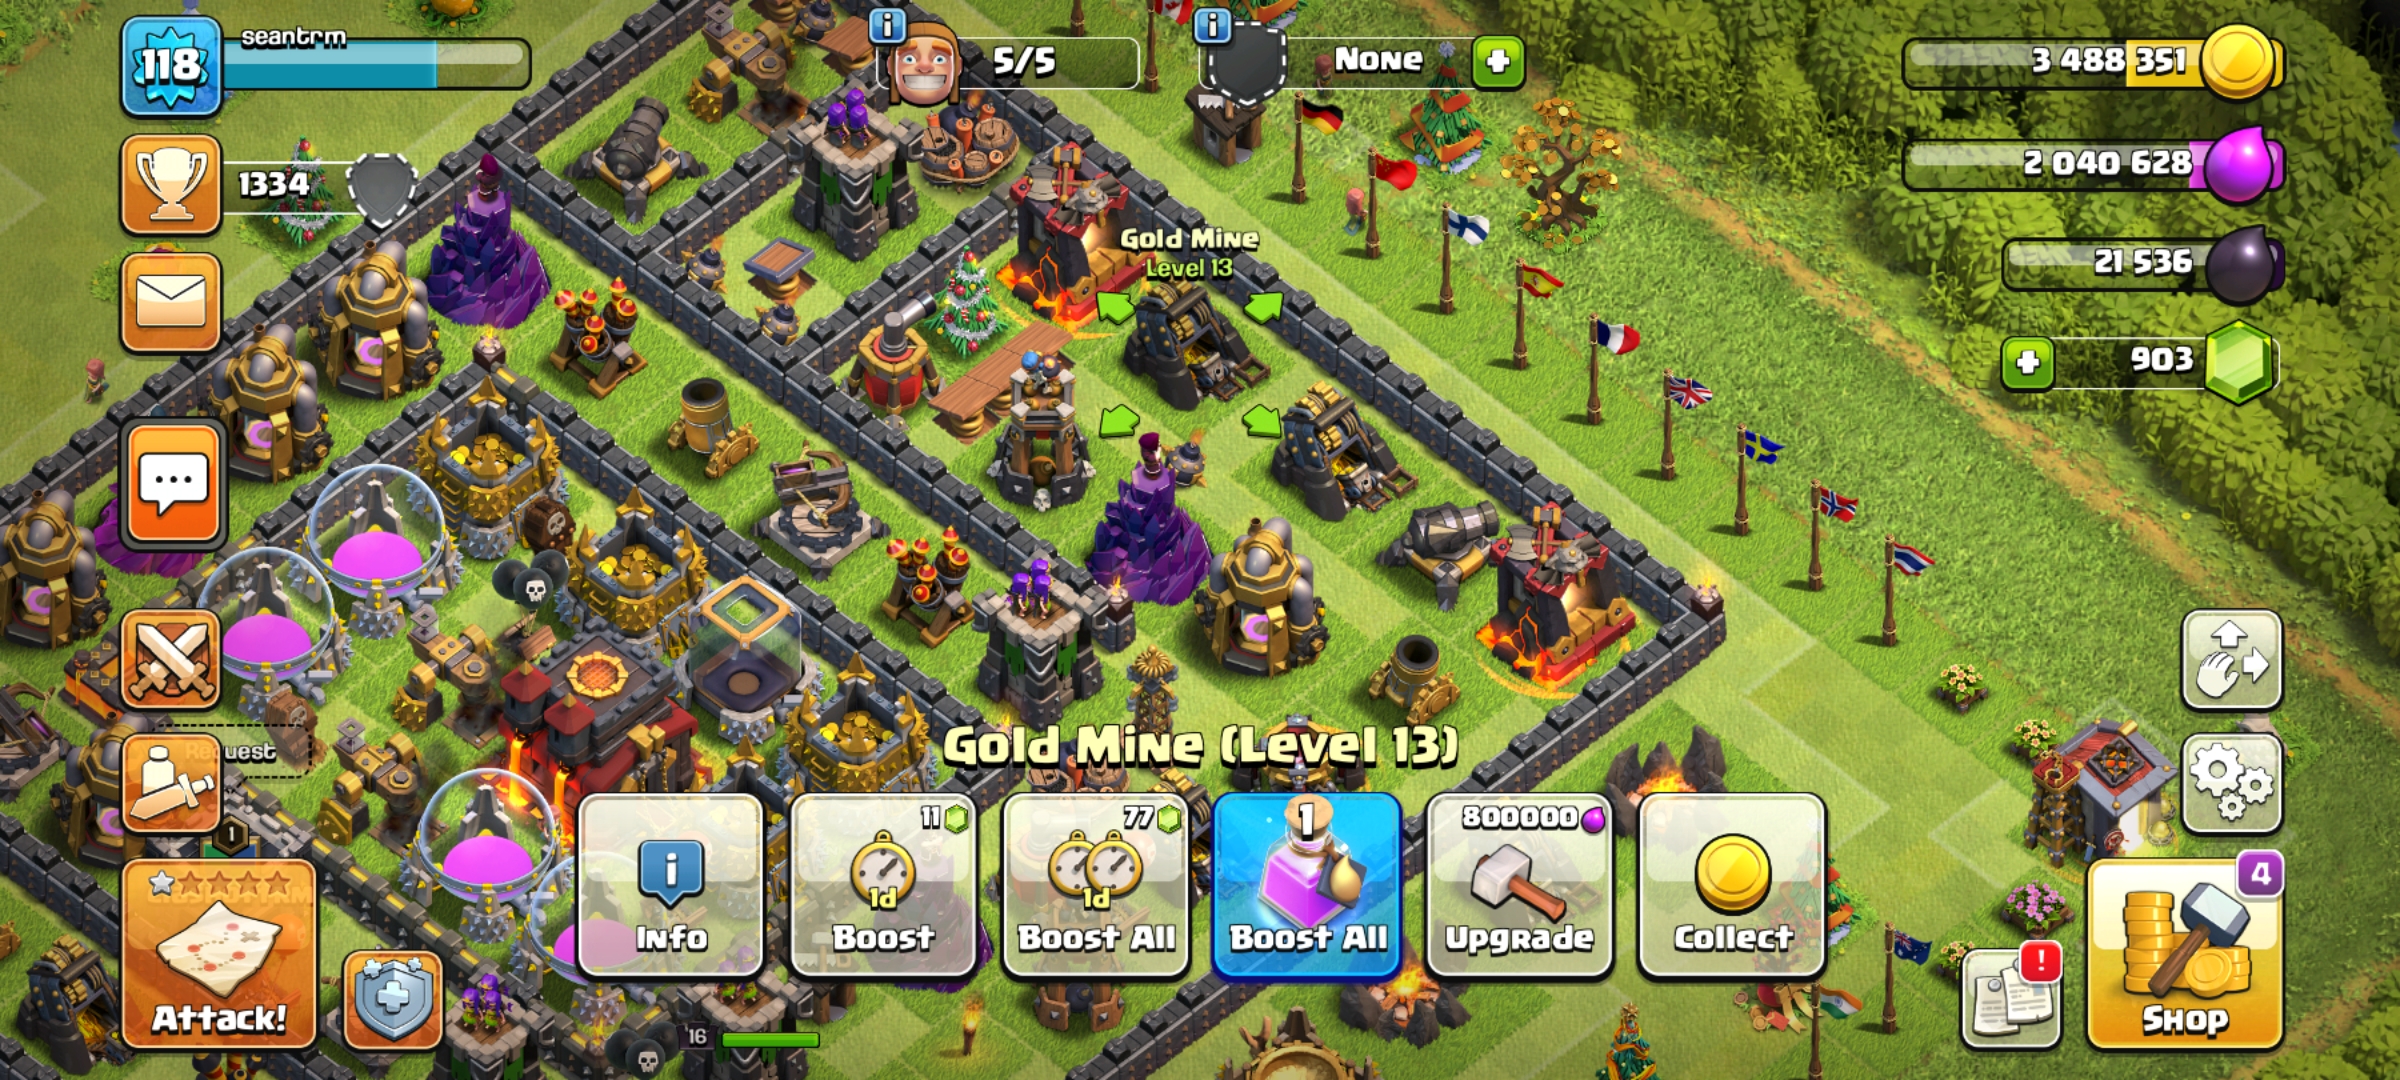 118
seantrm
5/5
None
3 488 351
1334
2 040 628
21 536
903
Gold Mine
Level 13
Request
Gold Mine (Level 13)
1
Info
11
1d
Boost
77
1d
Boost All
1
Boost All
800000
Upgrade
Collect
Attack!
16
4
Shop
!